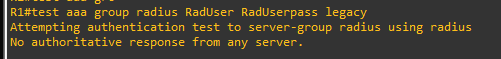 R1#test aaa group radius RadUser RadUserpass legacy
Attempting authentication test to server-group radius using radius
No authoritative response from any server.